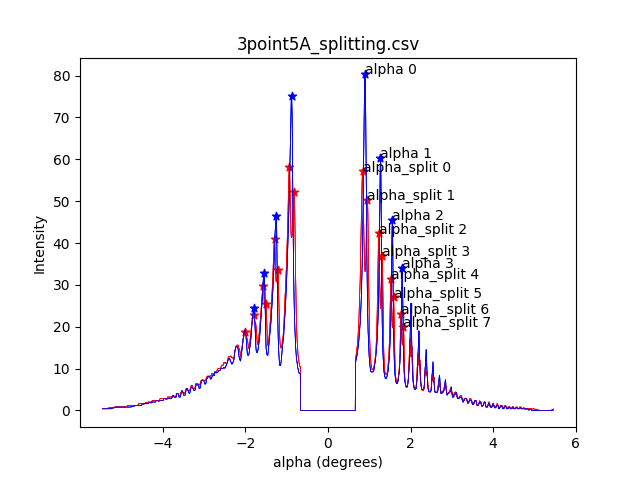 3point5A_splitting.csv
80
70
60
50
40
30
20
10
0
Intensity
alpha 0
alpha 1
alpha_split 0
alpha_split 1
alpha 2
alpha_split 2
alpha_split 3
alpha 3
alpha_split 4
alpha_split 5
alpha_split 6
alpha_split 7
−4 −2 0 2 4 6
alpha (degrees)